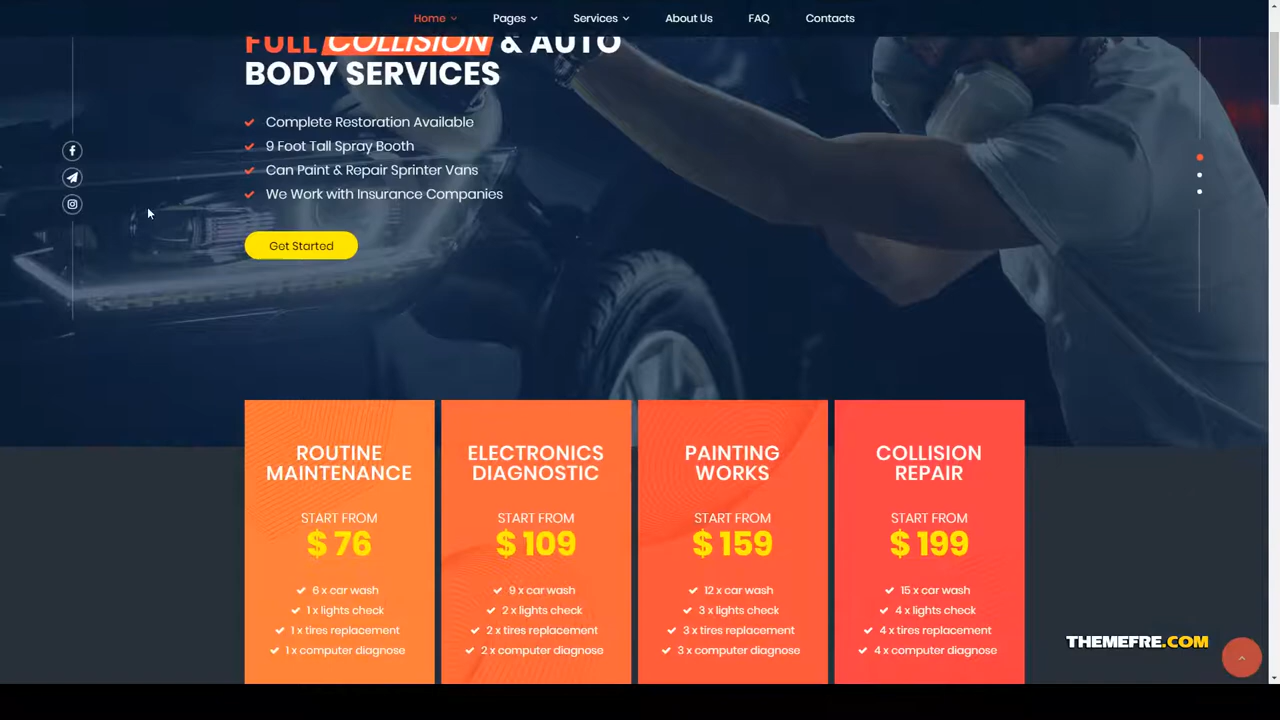 Home Pages Services About Us FAQ Contacts
FULL COLLISION & AUTO
BODY SERVICES
Complete Restoration Available
9 Foot Tall Spray Booth
Can Paint & Repair Sprinter Vans
We Work with Insurance Companies
Get Started
ROUTINE
MAINTENANCE
START FROM
$ 76
6 x car wash
1 x lights check
1 x tires replacement
1 x computer diagnose
ELECTRONICS
DIAGNOSTIC
START FROM
$ 109
9 x car wash
2 x lights check
2 x tires replacement
2 x computer diagnose
PAINTING
WORKS
START FROM
$ 159
12 x car wash
3 x lights check
3 x tires replacement
3 x computer diagnose
COLLISION
REPAIR
START FROM
$ 199
15 x car wash
4 x lights check
4 x tires replacement
4 x computer diagnose
THEMEFRE.COM